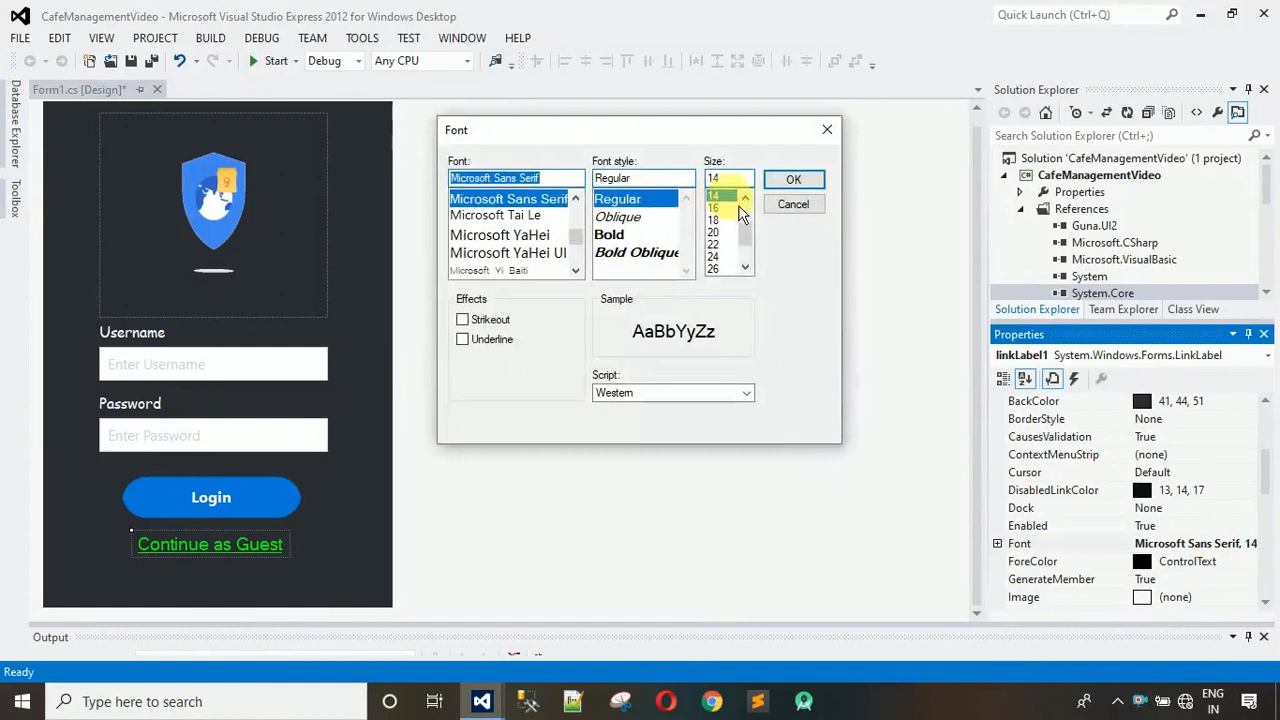 CafeManagementVideo - Microsoft Visual Studio Express 2012 for Windows Desktop
Quick Launch (Ctrl+Q)
FILE EDIT VIEW PROJECT BUILD DEBUG TEAM TOOLS TEST WINDOW HELP
Start Debug Any CPU
Form1.cs [Design]*
Database Explorer
Toolbox
9
Username
Enter Username
Password
Enter Password
Login
Continue as Guest
Font
Font: Font style: Size:
Microsoft Sans Serif Regular 14
OK
Cancel
Microsoft Sans Serif
Microsoft Tai Le
Microsoft YaHei
Microsoft YaHei UI
Microsoft Yi Baiti
Regular
Oblique
Bold
Bold Oblique
14
16
18
20
22
24
26
Effects
Strikeout
Underline
Sample
AaBbYyZz
Script:
Western
Solution Explorer
Search Solution Explorer (Ctrl+;)
Solution 'CafeManagementVideo' (1 project)
CafeManagementVideo
Properties
References
Guna.UI2
Microsoft.CSharp
Microsoft.VisualBasic
System
System.Core
Solution Explorer Team Explorer Class View
Properties
linkLabel1 System.Windows.Forms.LinkLabel
BackColor 41, 44, 51
BorderStyle None
CausesValidation True
ContextMenuStrip (none)
Cursor Default
DisabledLinkColor 13, 14, 17
Dock None
Enabled True
Font Microsoft Sans Serif, 14
ForeColor ControlText
GenerateMember True
Image (none)
Output
Ready
Type here to search
ENG
IN